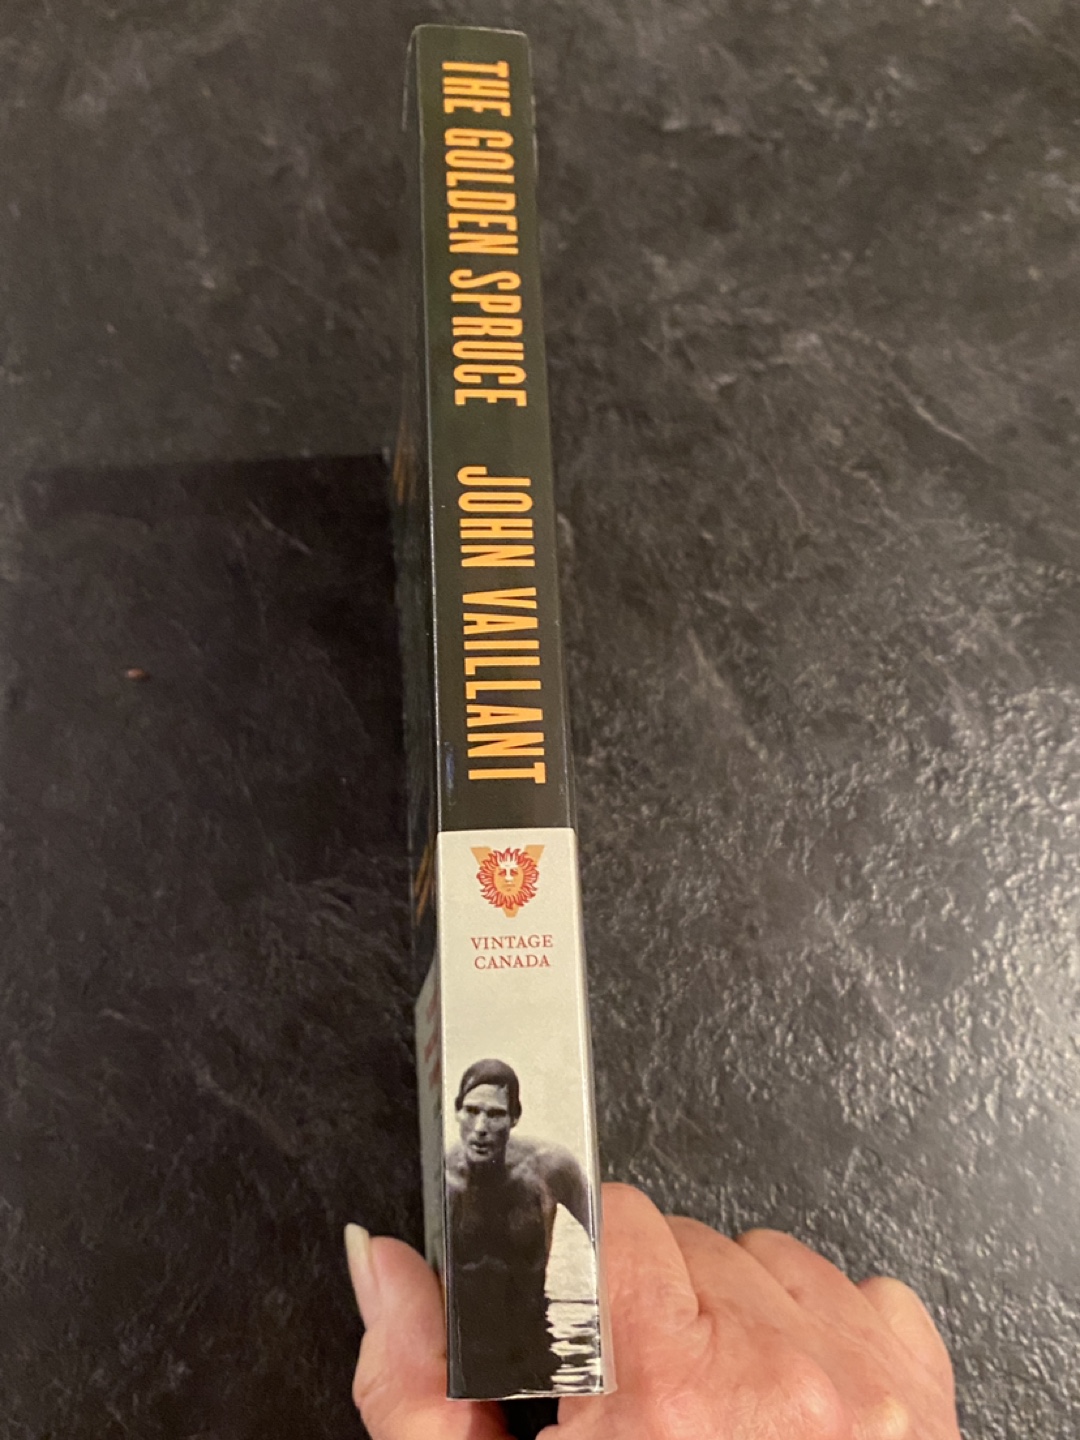 THE GOLDEN SPRUCE JOHN VAILLANT
VINTAGE
CANADA